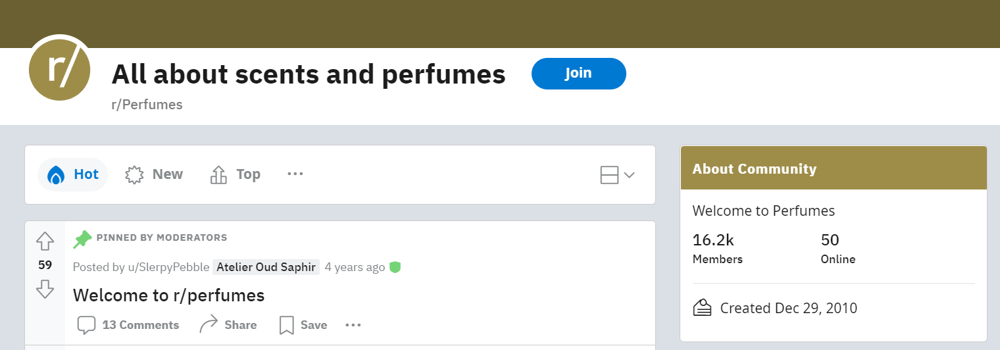 r/
All about scents and perfumes
Join
r/Perfumes
Hot
New
Top
PINNED BY MODERATORS
59
Posted by u/SlerpyPebble Atelier Oud Saphir 4 years ago
Welcome to r/perfumes
13 Comments
Share
Save
About Community
Welcome to Perfumes
16.2k
Members
50
Online
Created Dec 29, 2010